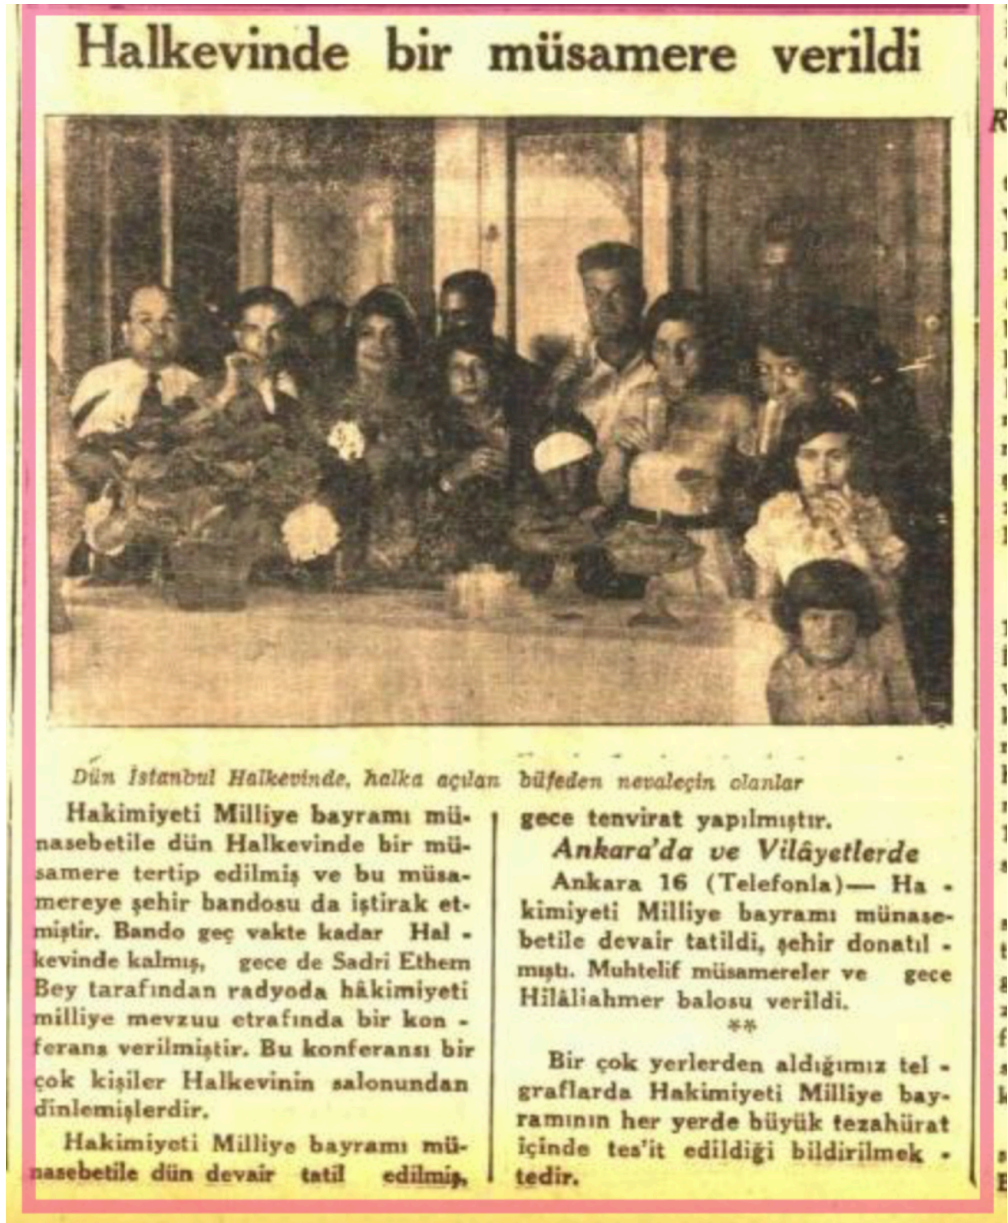 Halkevinde bir müsamere verildi
Dün İstanbul Halkevinde, halka açılan büfeden nevaleçin olanlar
Hakimiyeti Milliye bayramı mü-
nasebetile dün Halkevinde bir mü-
samere tertip edilmiş ve bu müsa-
mereye şehir bandosu da iştirak et-
miştir. Bando geç vakte kadar Hal -
kevinde kalmış, gece de Sadri Ethem
Bey tarafından radyoda hâkimiyeti
milliye mevzuu etrafında bir kon -
ferans verilmiştir. Bu konferansı bir
çok kişiler Halkevinin salonundan
dinlemişlerdir.
Hakimiyeti Milliye bayramı mü-
nasebetile dün devair tatil edilmiş,
gece tenvirat yapılmıştır.
Ankara'da ve Vilâyetlerde
Ankara 16 (Telefonla)— Ha -
kimiyeti Milliye bayramı münase-
betile devair tatildi, şehir donatıl -
mıştı. Muhtelif müsamereler ve gece
Hilâliahmer balosu verildi.
**
Bir çok yerlerden aldığımız tel -
graflarda Hakimiyeti Milliye bay-
ramının her yerde büyük tezahürat
içinde tes'it edildiği bildirilmek -
tedir.